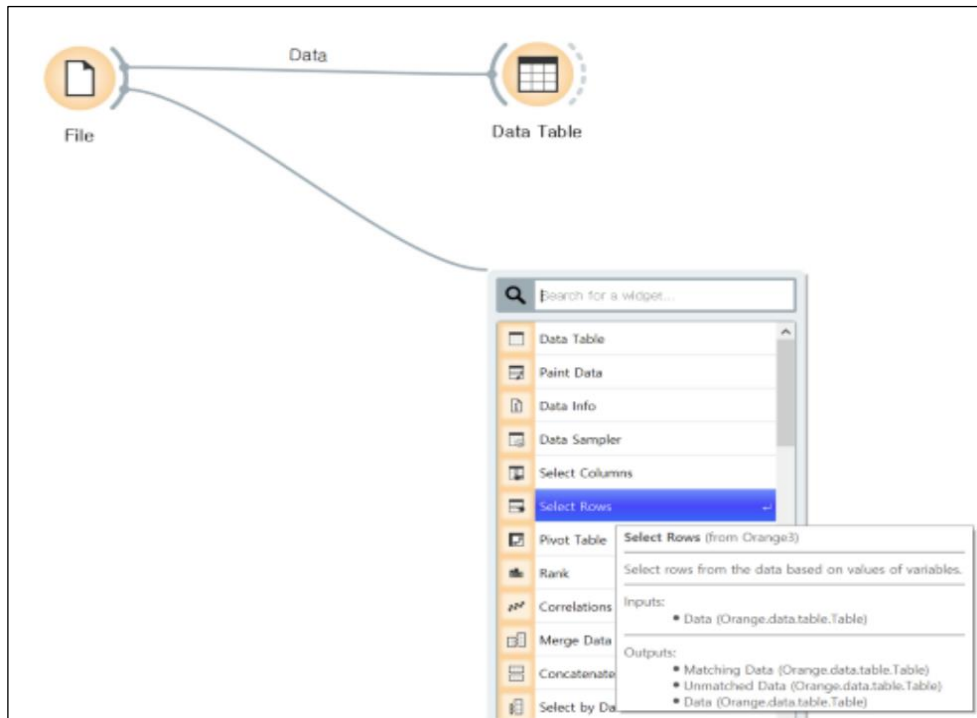 Data
File
Data Table
Search for a widget...
Data Table
Paint Data
Data Info
Data Sampler
Select Columns
Select Rows
Pivot Table
Rank
Correlations
Merge Data
Concatenate
Select by Da
Select Rows (from Orange3)
Select rows from the data based on values of variables.
Inputs:
• Data (Orange.data.table.Table)
Outputs:
• Matching Data (Orange.data.table.Table)
• Unmatched Data (Orange.data.table.Table)
• Data (Orange.data.table.Table)